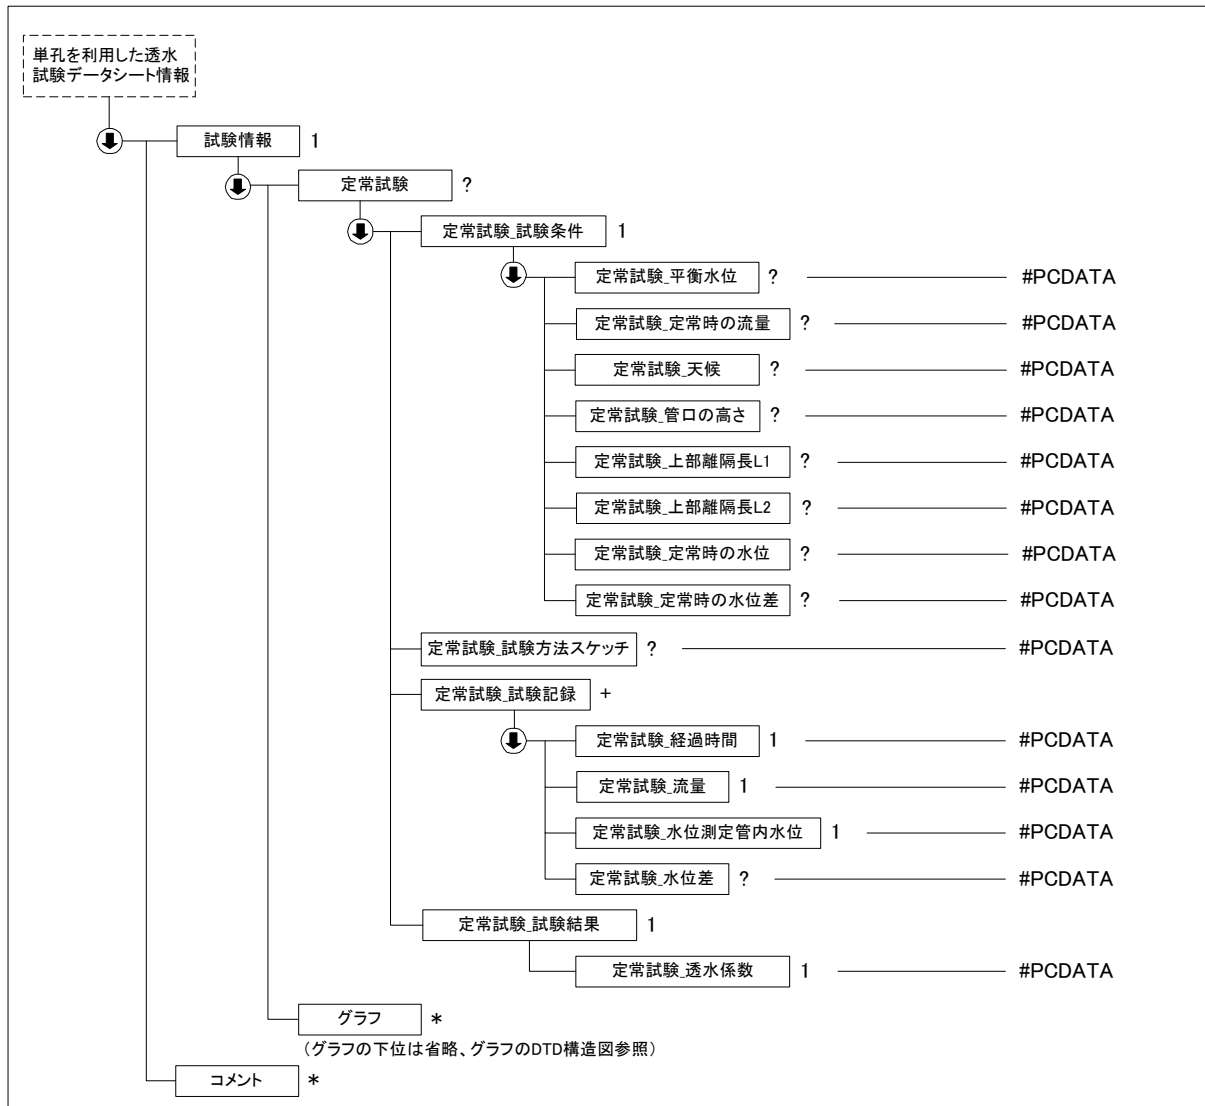 単孔を利用した透水
試験データシート情報
試験情報 1
定常試験 ?
定常試験_試験条件 1
定常試験_平衡水位 ? #PCDATA
定常試験_定常時の流量 ? #PCDATA
定常試験_天候 ? #PCDATA
定常試験_管口の高さ ? #PCDATA
定常試験_上部離隔長L1 ? #PCDATA
定常試験_上部離隔長L2 ? #PCDATA
定常試験_定常時の水位 ? #PCDATA
定常試験_定常時の水位差 ? #PCDATA
定常試験_試験方法スケッチ ? #PCDATA
定常試験_試験記録 +
定常試験_経過時間 1 #PCDATA
定常試験_流量 1 #PCDATA
定常試験_水位測定管内水位 1 #PCDATA
定常試験_水位差 ? #PCDATA
定常試験_試験結果 1
定常試験_透水係数 1 #PCDATA
グラフ *
（グラフの下位は省略、グラフのDTD構造図参照）
コメント *